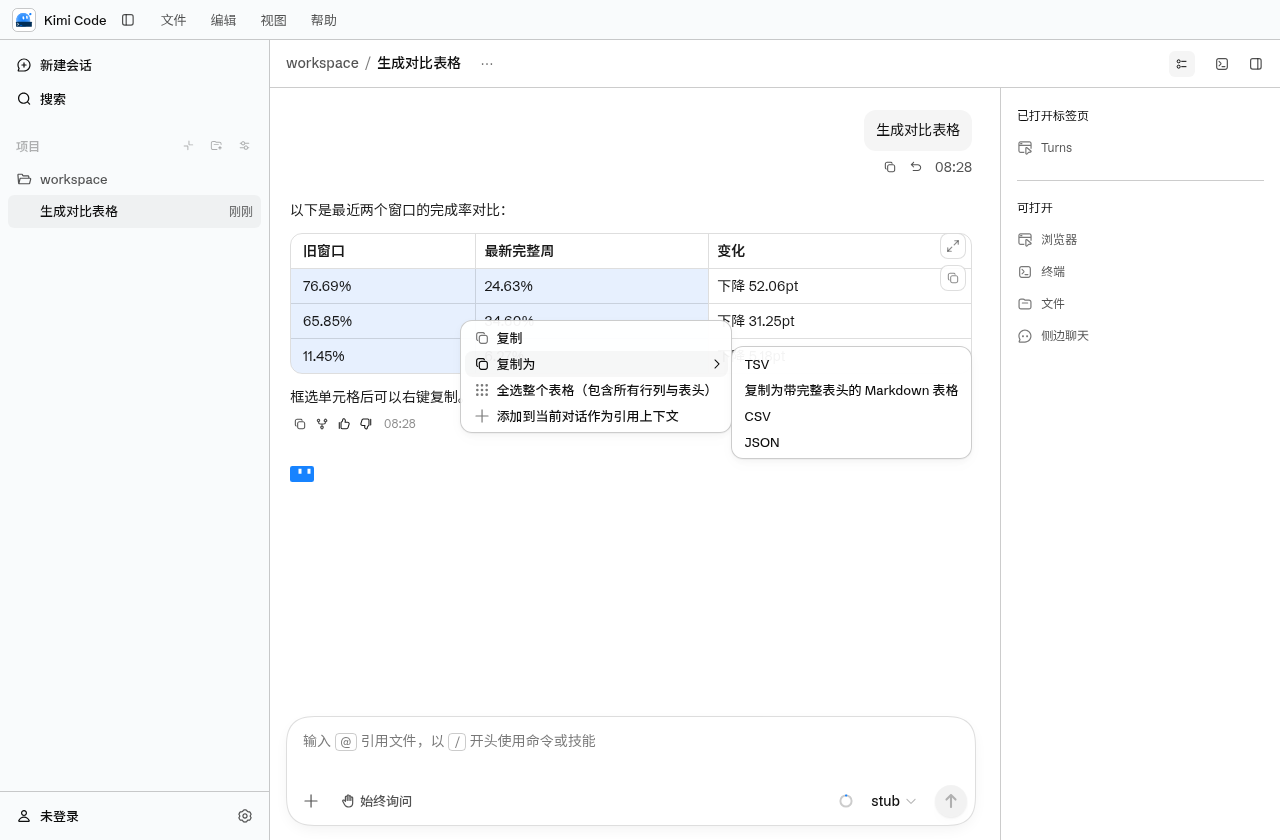 Kimi Code
文件
编辑
视图
帮助
新建会话
搜索
项目
workspace
生成对比表格
刚刚
未登录
workspace / 生成对比表格 ...
生成对比表格
08:28
以下是最近两个窗口的完成率对比：
旧窗口 最新完整周 变化
76.69% 24.63% 下降 52.06pt
65.85% 34.60% 下降 31.25pt
11.45%
框选单元格后可以右键复制
08:28
复制
复制为
全选整个表格（包含所有行列与表头）
添加到当前对话作为引用上下文
TSV
复制为带完整表头的 Markdown 表格
CSV
JSON
输入 @ 引用文件，以 / 开头使用命令或技能
始终询问
stub
已打开标签页
Turns
可打开
浏览器
终端
文件
侧边聊天